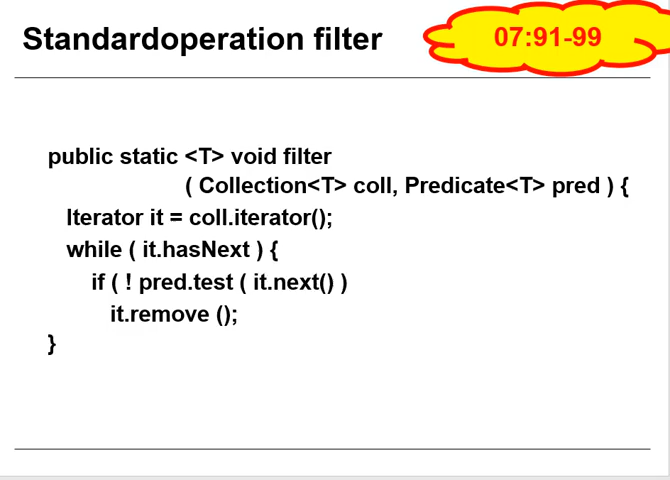 Standardoperation filter
07:91-99
public static <T> void filter
( Collection<T> coll, Predicate<T> pred ) {
Iterator it = coll.iterator();
while ( it.hasNext ) {
if ( ! pred.test ( it.next() )
it.remove ();
}